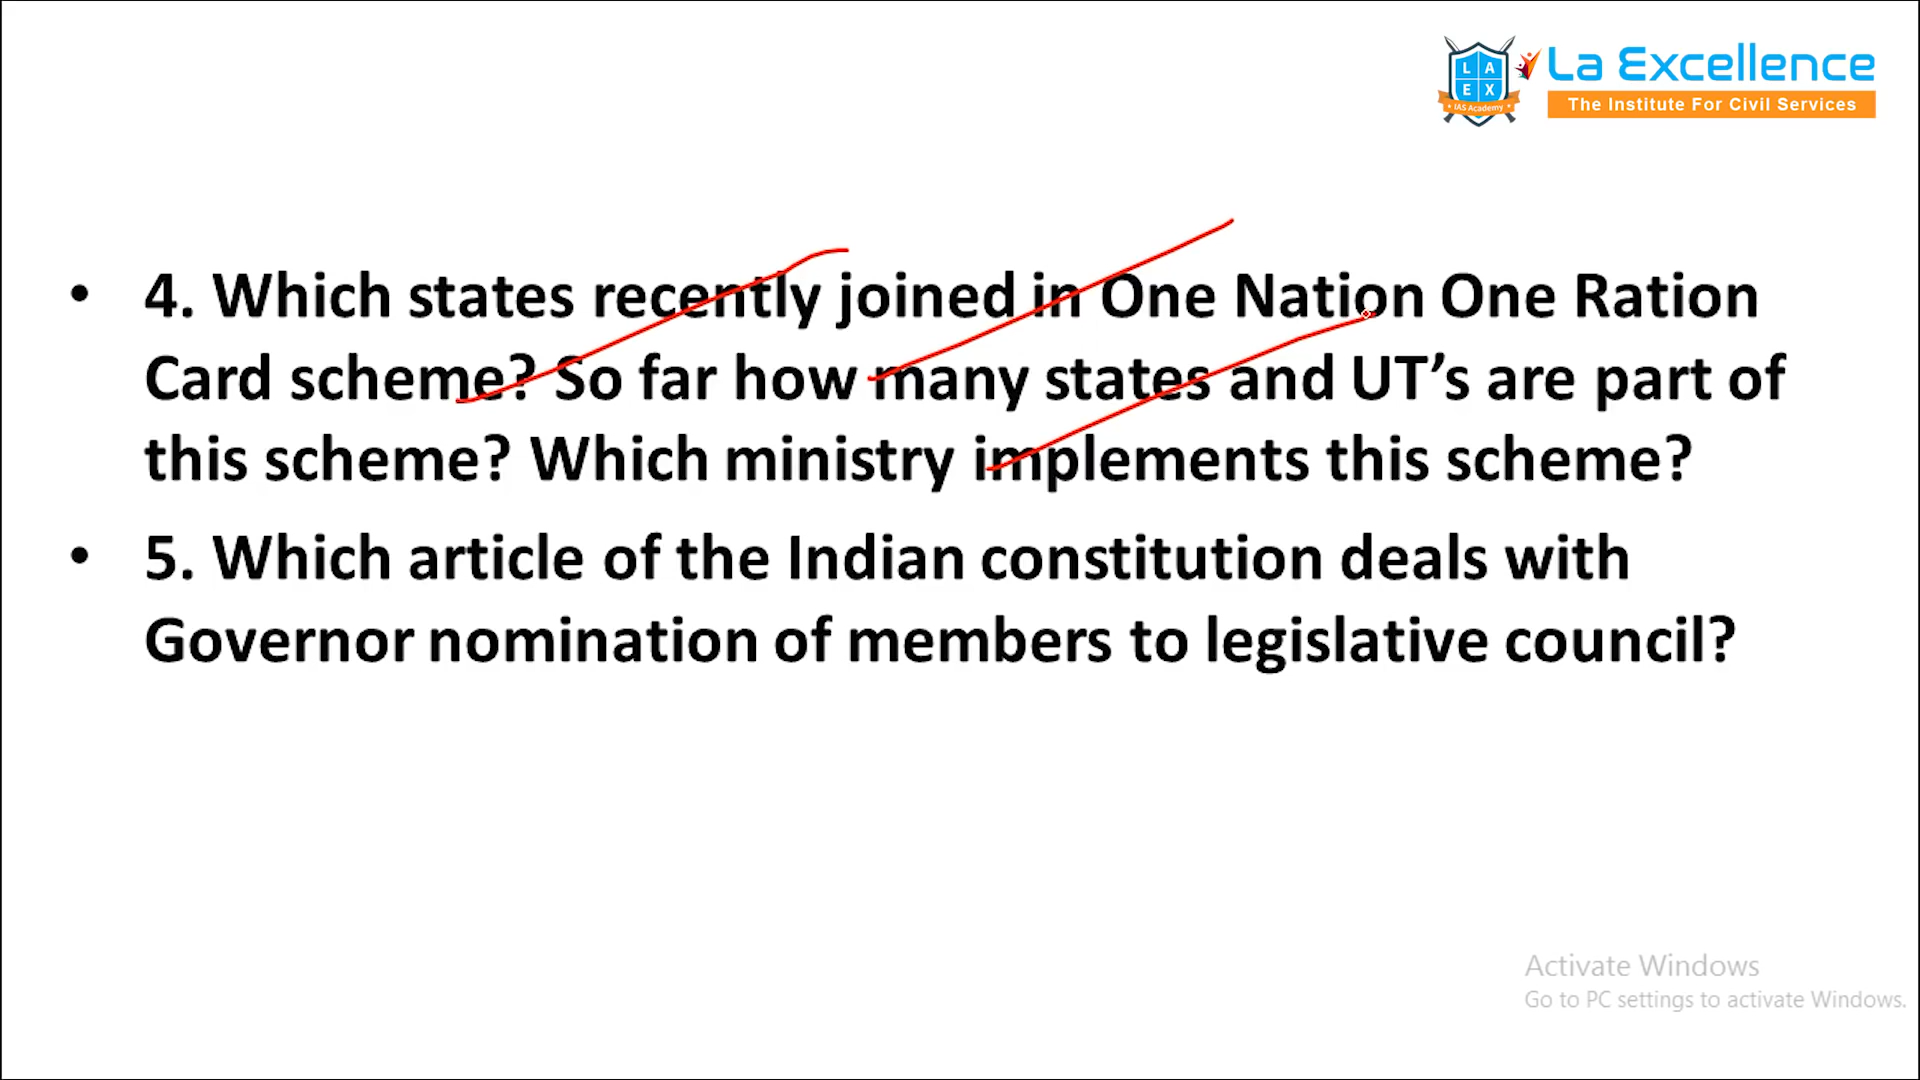 L A
E X
IAS Academy
La Excellence
The Institute For Civil Services
• 4. Which states recently joined in One Nation One Ration
Card scheme? So far how many states and UT’s are part of
this scheme? Which ministry implements this scheme?
• 5. Which article of the Indian constitution deals with
Governor nomination of members to legislative council?
Activate Windows
Go to PC settings to activate Windows.